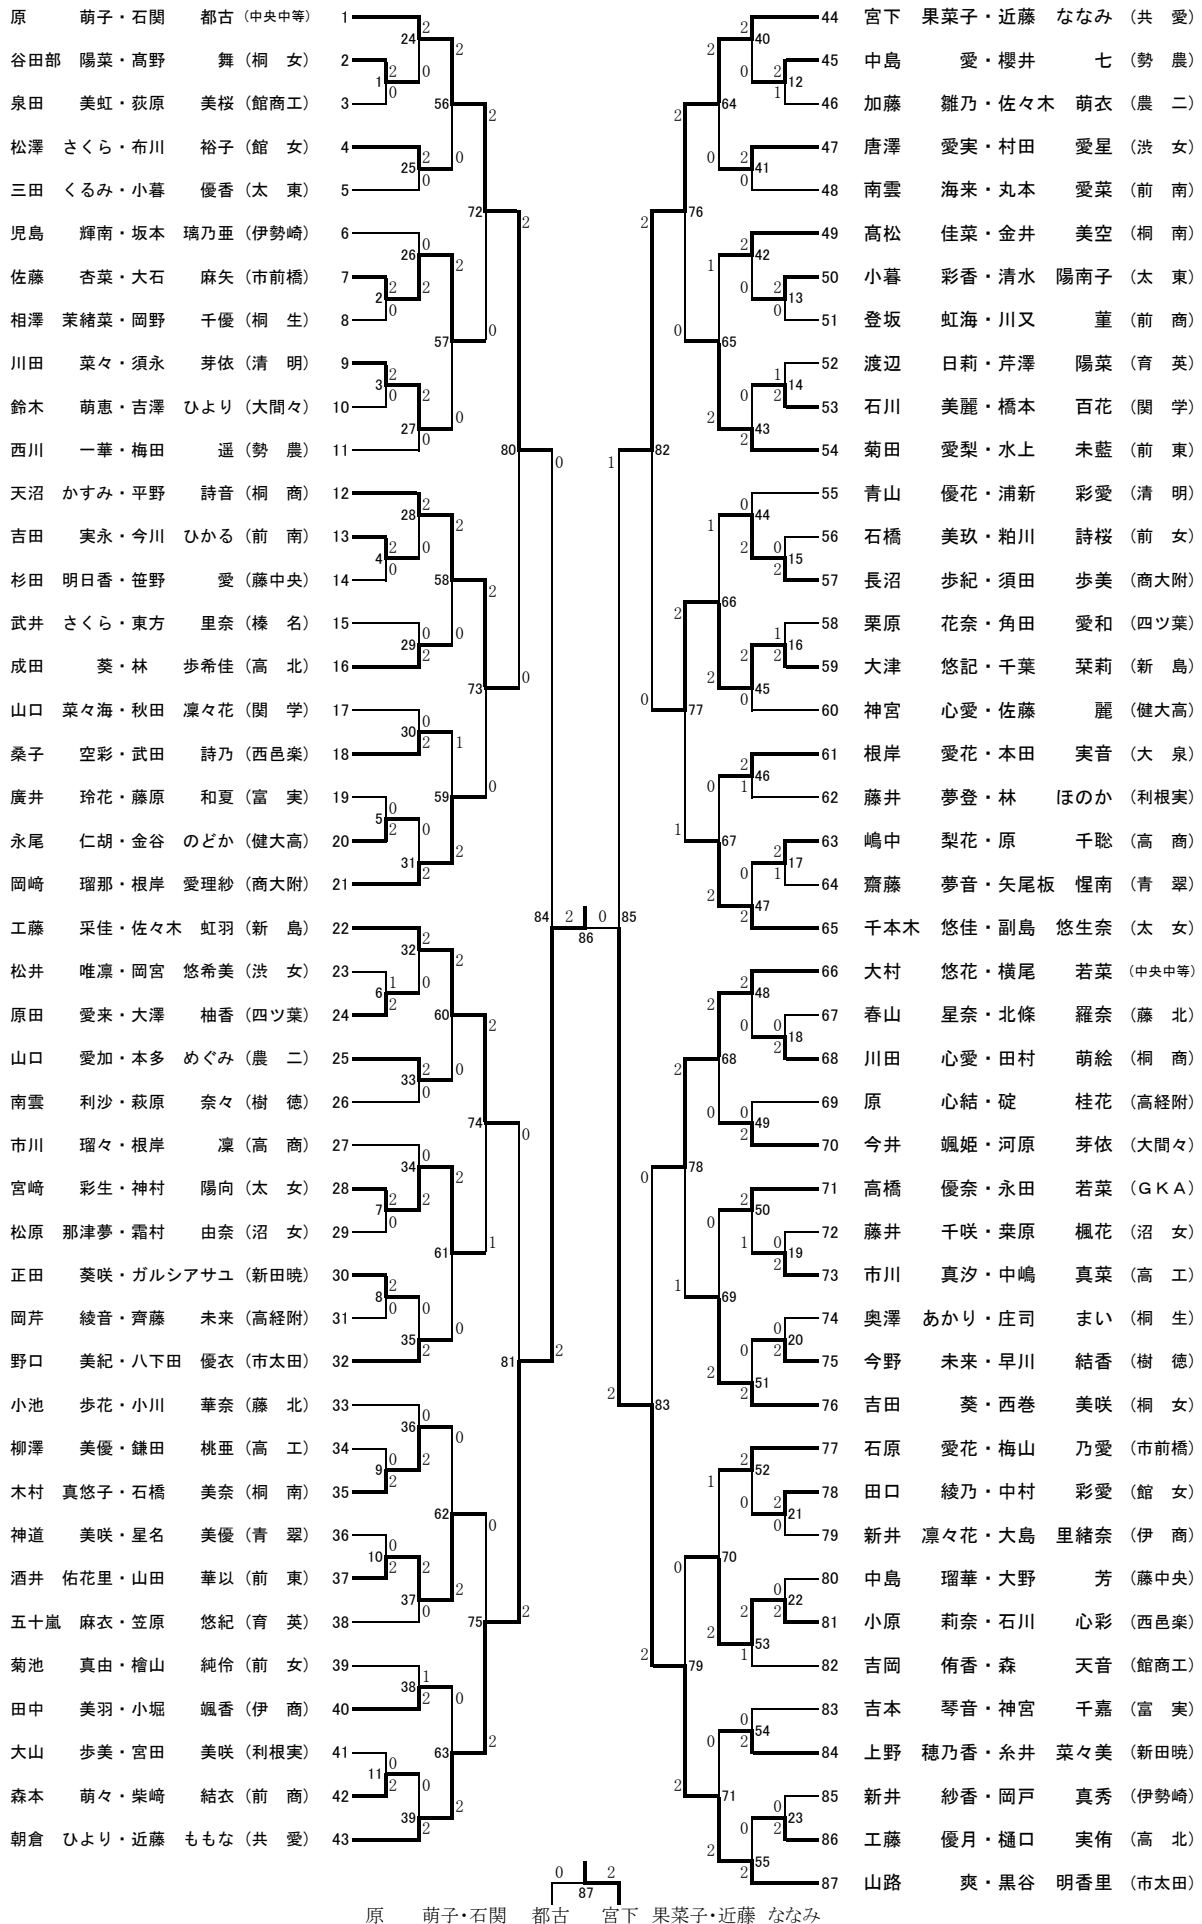 原　萌子・石関　都古 (中央中等) 1
谷田部　陽菜・髙野　舞 (桐　女) 2
泉田　美虹・荻原　美桜 (館商工) 3
松澤　さくら・布川　裕子 (館　女) 4
三田　くるみ・小暮　優香 (太　東) 5
児島　輝南・坂本　璃乃亜 (伊勢崎) 6
佐藤　杏菜・大石　麻矢 (市前橋) 7
相澤　茉緒菜・岡野　千優 (桐　生) 8
川田　菜々・須永　芽依 (清　明) 9
鈴木　萌恵・吉澤　ひより (大間々) 10
西川　一華・梅田　遥 (勢　農) 11
天沼　かすみ・平野　詩音 (桐　商) 12
吉田　実永・今川　ひかる (前　南) 13
杉田　明日香・笹野　愛 (藤中央) 14
武井　さくら・東方　里奈 (榛　名) 15
成田　葵・林　歩希佳 (高　北) 16
山口　菜々海・秋田　凜々花 (関　学) 17
桑子　空彩・武田　詩乃 (西邑楽) 18
廣井　玲花・藤原　和夏 (富　実) 19
永尾　仁胡・金谷　のどか (健大高) 20
岡﨑　瑠那・根岸　愛理紗 (商大附) 21
工藤　采佳・佐々木　虹羽 (新　島) 22
松井　唯凛・岡宮　悠希美 (渋　女) 23
原田　愛来・大澤　柚香 (四ツ葉) 24
山口　愛加・本多　めぐみ (農　二) 25
南雲　利沙・萩原　奈々 (樹　徳) 26
市川　瑠々・根岸　凜 (高　商) 27
宮﨑　彩生・神村　陽向 (太　女) 28
松原　那津夢・霜村　由奈 (沼　女) 29
正田　葵咲・ガルシアサユ (新田暁) 30
岡芹　綾音・齊藤　未来 (高経附) 31
野口　美紀・八下田　優衣 (市太田) 32
小池　歩花・小川　華奈 (藤　北) 33
柳澤　美優・鎌田　桃亜 (高　工) 34
木村　真悠子・石橋　美奈 (桐　南) 35
神道　美咲・星名　美優 (青　翠) 36
酒井　佑花里・山田　華以 (前　東) 37
五十嵐　麻衣・笠原　悠紀 (育　英) 38
菊池　真由・檜山　純伶 (前　女) 39
田中　美羽・小堀　颯香 (伊　商) 40
大山　歩美・宮田　美咲 (利根実) 41
森本　萌々・柴﨑　結衣 (前　商) 42
朝倉　ひより・近藤　ももな (共　愛) 43
44 宮下　果菜子・近藤　ななみ (共　愛)
45 中島　愛・櫻井　七 (勢　農)
46 加藤　雛乃・佐々木　萌衣 (農　二)
47 唐澤　愛実・村田　愛星 (渋　女)
48 南雲　海来・丸本　愛菜 (前　南)
49 髙松　佳菜・金井　美空 (桐　南)
50 小暮　彩香・清水　陽南子 (太　東)
51 登坂　虹海・川又　菫 (前　商)
52 渡辺　日莉・芹澤　陽菜 (育　英)
53 石川　美麗・橋本　百花 (関　学)
54 菊田　愛梨・水上　未藍 (前　東)
55 青山　優花・浦新　彩愛 (清　明)
56 石橋　美玖・粕川　詩桜 (前　女)
57 長沼　歩紀・須田　歩美 (商大附)
58 栗原　花奈・角田　愛和 (四ツ葉)
59 大津　悠記・千葉　栞莉 (新　島)
60 神宮　心愛・佐藤　麗 (健大高)
61 根岸　愛花・本田　実音 (大　泉)
62 藤井　夢登・林　ほのか (利根実)
63 嶋中　梨花・原　千聡 (高　商)
64 齋藤　夢音・矢尾板　惺南 (青　翠)
65 千本木　悠佳・副島　悠生奈 (太　女)
66 大村　悠花・横尾　若菜 (中央中等)
67 春山　星奈・北條　羅奈 (藤　北)
68 川田　心愛・田村　萌絵 (桐　商)
69 原　心結・碇　桂花 (高経附)
70 今井　颯姫・河原　芽依 (大間々)
71 高橋　優奈・永田　若菜 (ＧＫＡ)
72 藤井　千咲・桒原　楓花 (沼　女)
73 市川　真汐・中嶋　真菜 (高　工)
74 奥澤　あかり・庄司　まい (桐　生)
75 今野　未来・早川　結香 (樹　徳)
76 吉田　葵・西巻　美咲 (桐　女)
77 石原　愛花・梅山　乃愛 (市前橋)
78 田口　綾乃・中村　彩愛 (館　女)
79 新井　凛々花・大島　里緒奈 (伊　商)
80 中島　瑠華・大野　芳 (藤中央)
81 小原　莉奈・石川　心彩 (西邑楽)
82 吉岡　侑香・森　天音 (館商工)
83 吉本　琴音・神宮　千嘉 (富　実)
84 上野　穂乃香・糸井　菜々美 (新田暁)
85 新井　紗香・岡戸　真秀 (伊勢崎)
86 工藤　優月・樋口　実侑 (高　北)
87 山路　爽・黒谷　明香里 (市太田)
84 2 0 85
86
0 2
87
原　萌子・石関　都古　宮下　果菜子・近藤　ななみ